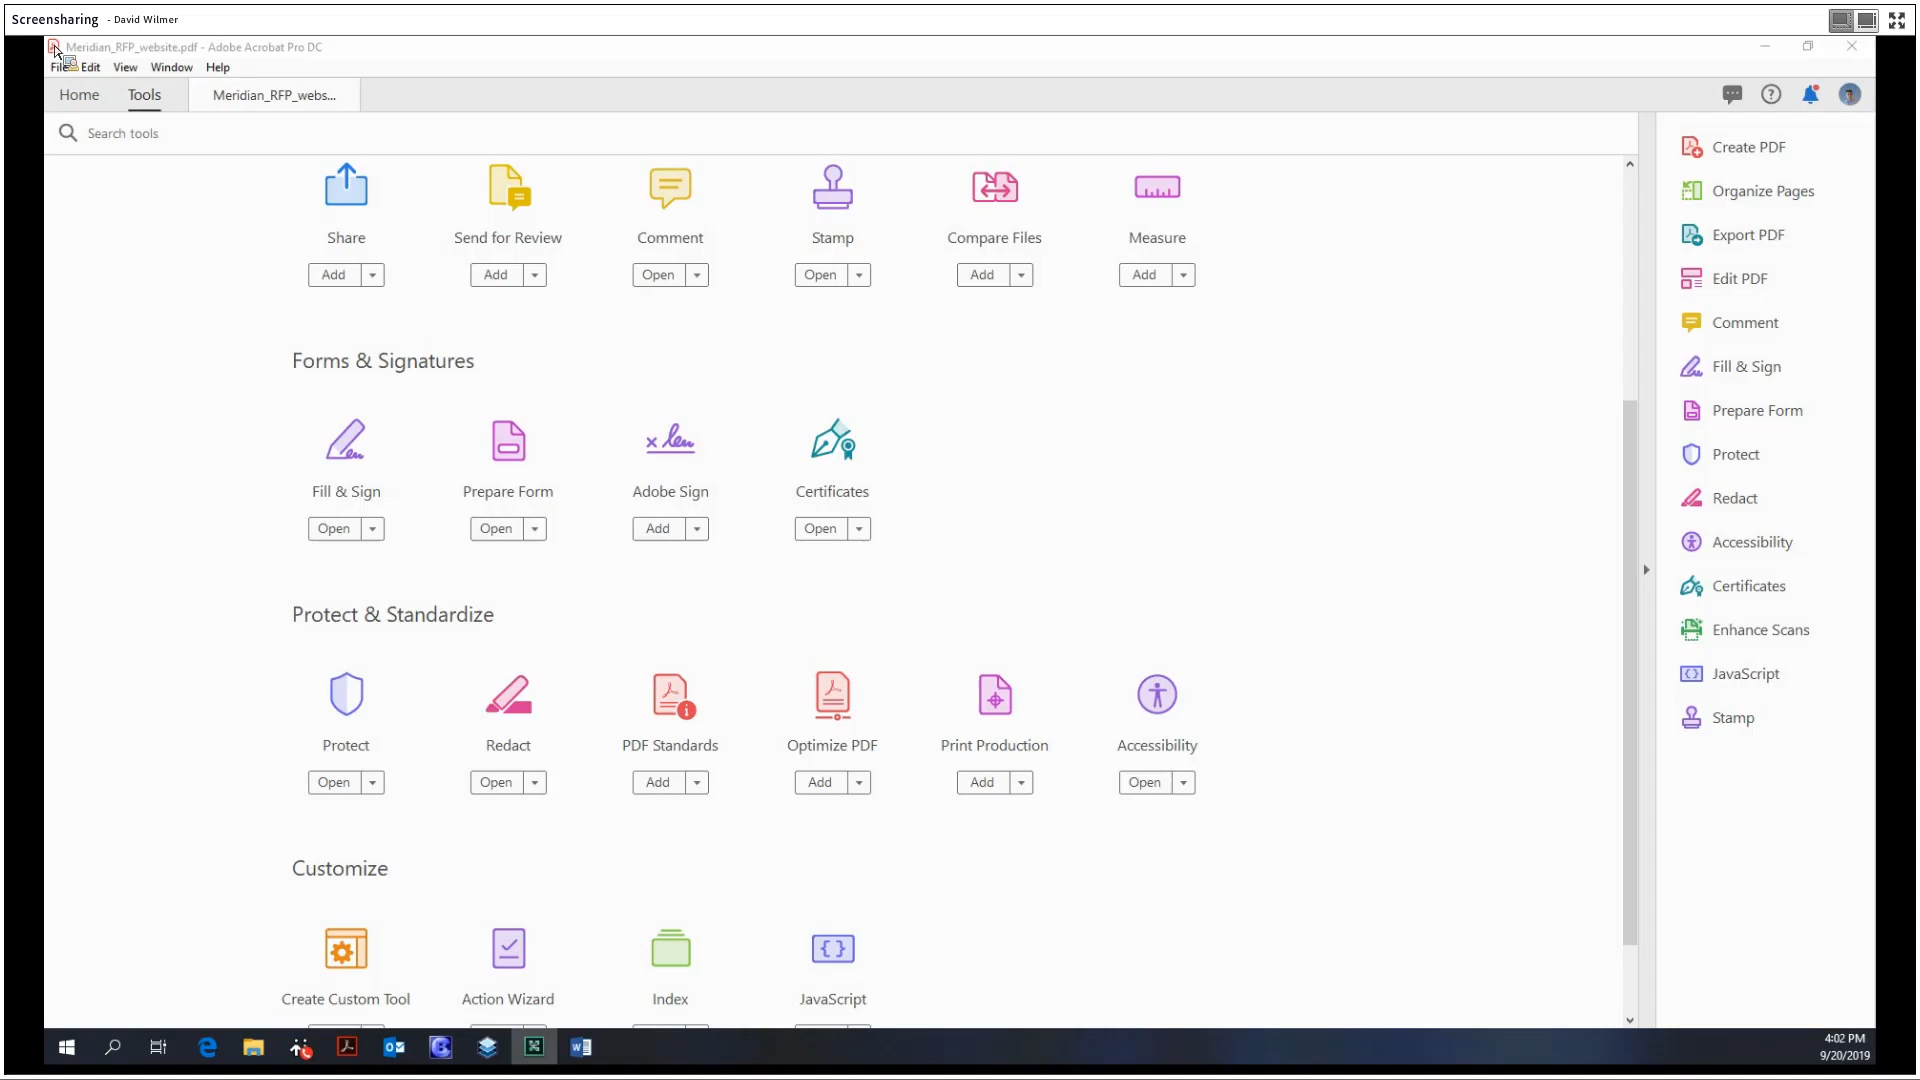 Screensharing - David Wilmer
Meridian_RFP_website.pdf - Adobe Acrobat Pro DC
File Edit View Window Help
Home Tools Meridian_RFP_webs...
Search tools
Share Send for Review Comment Stamp Compare Files Measure
Add Add Open Open Add Add
Forms & Signatures
Fill & Sign Prepare Form Adobe Sign Certificates
Open Open Add Open
Protect & Standardize
Protect Redact PDF Standards Optimize PDF Print Production Accessibility
Open Open Add Add Add Open
Customize
Create Custom Tool Action Wizard Index JavaScript
Create PDF
Organize Pages
Export PDF
Edit PDF
Comment
Fill & Sign
Prepare Form
Protect
Redact
Accessibility
Certificates
Enhance Scans
JavaScript
Stamp
4:02 PM
9/20/2019